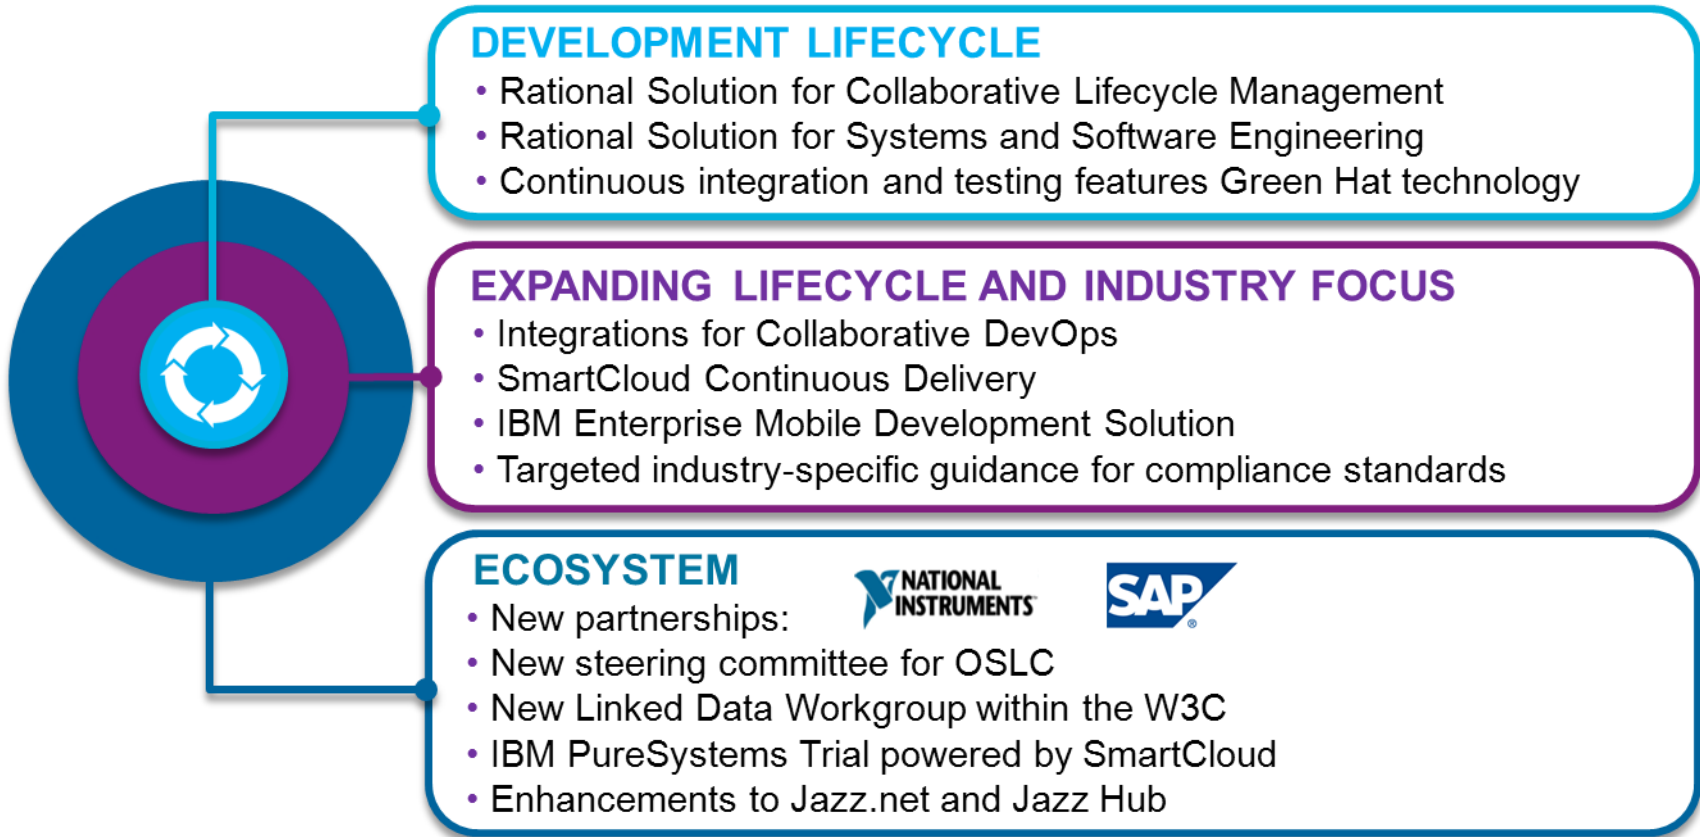 DEVELOPMENT LIFECYCLE
• Rational Solution for Collaborative Lifecycle Management
• Rational Solution for Systems and Software Engineering
• Continuous integration and testing features Green Hat technology
EXPANDING LIFECYCLE AND INDUSTRY FOCUS
• Integrations for Collaborative DevOps
• SmartCloud Continuous Delivery
• IBM Enterprise Mobile Development Solution
• Targeted industry-specific guidance for compliance standards
ECOSYSTEM
• New partnerships:
NATIONAL
INSTRUMENTS™
SAP®
• New steering committee for OSLC
• New Linked Data Workgroup within the W3C
• IBM PureSystems Trial powered by SmartCloud
• Enhancements to Jazz.net and Jazz Hub